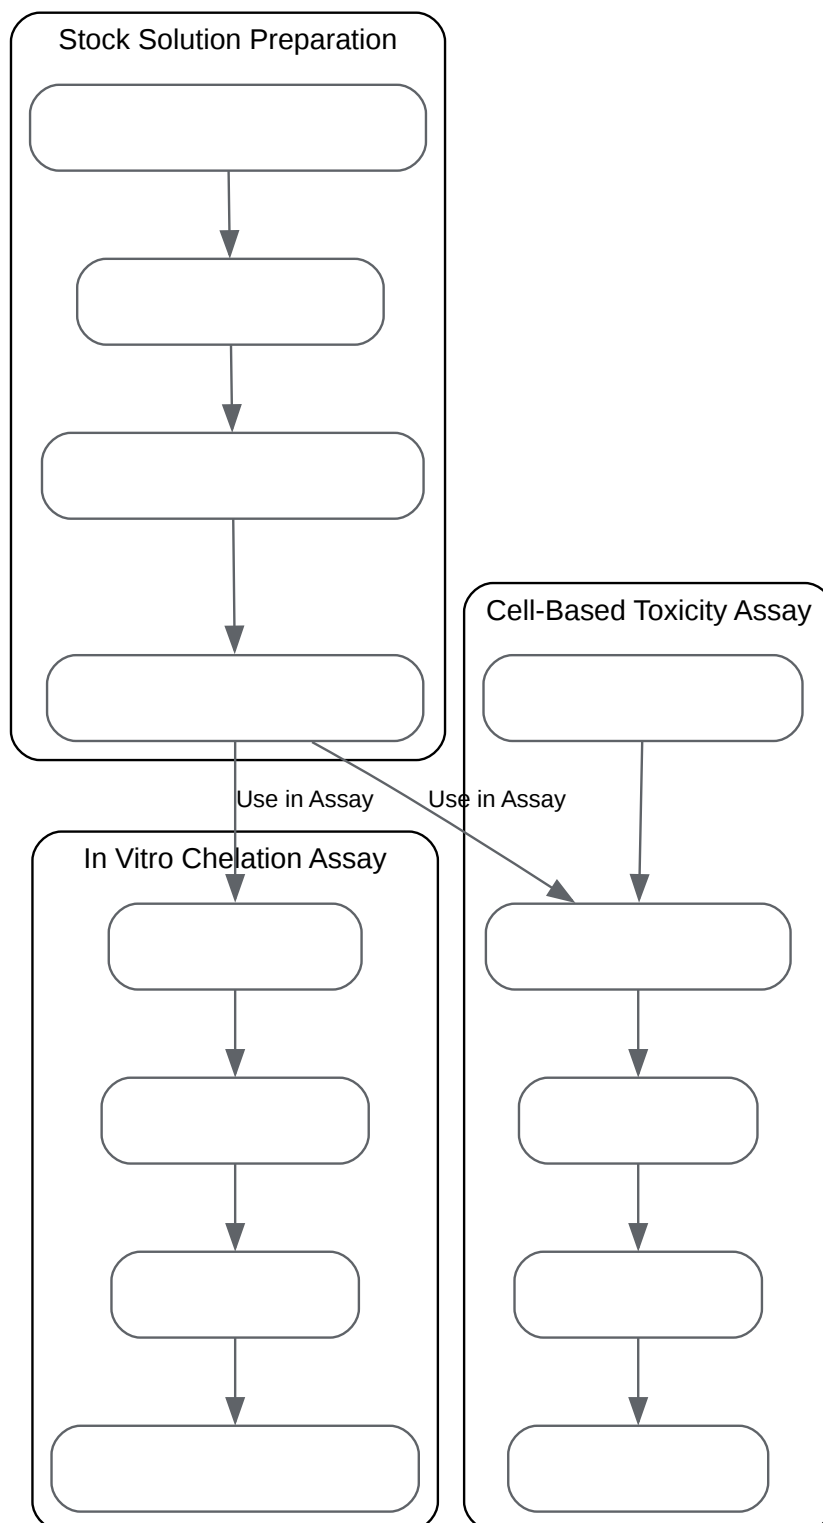 Stock Solution Preparation
Cell-Based Toxicity Assay
Use in Assay
Use in Assay
In Vitro Chelation Assay